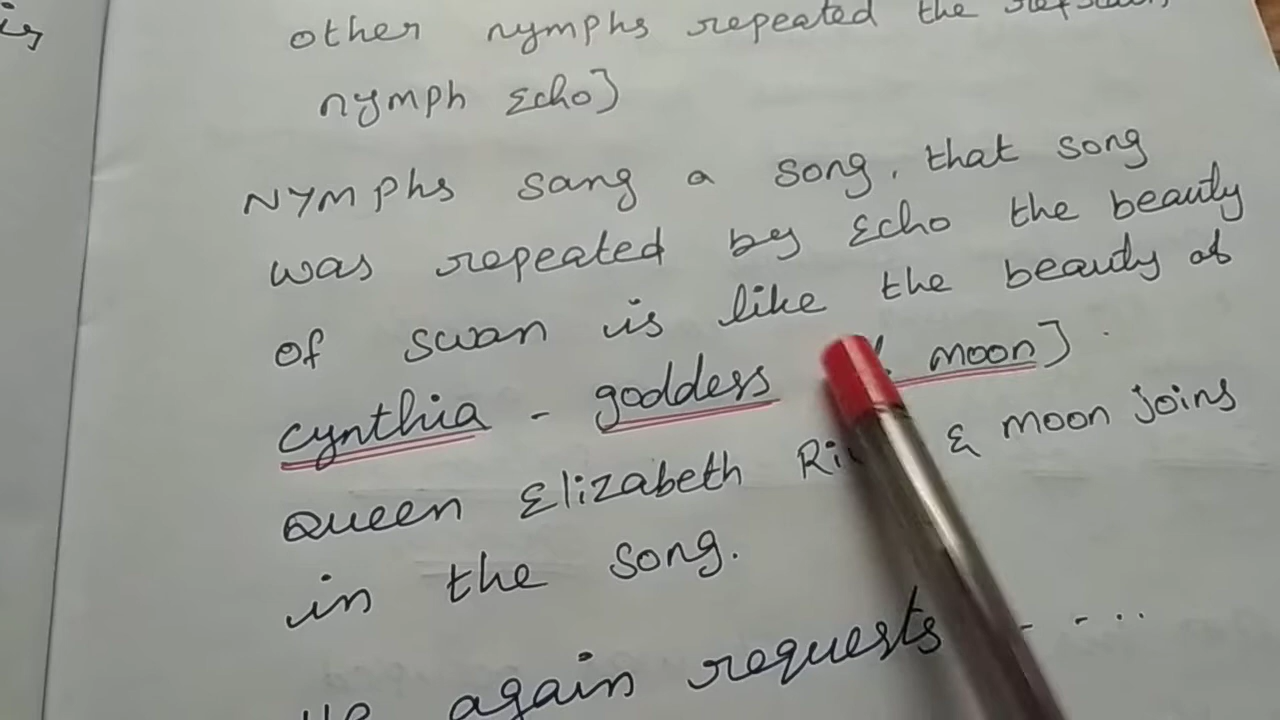 other nymphs repeated the
nymph Echo]
Nymphs sang a song. that song
was repeated by Echo the beauty
of swan is like the beauty of
cynthia - goddess moon]
Queen Elizabeth & moon joins
in the song.
again requests - - ..